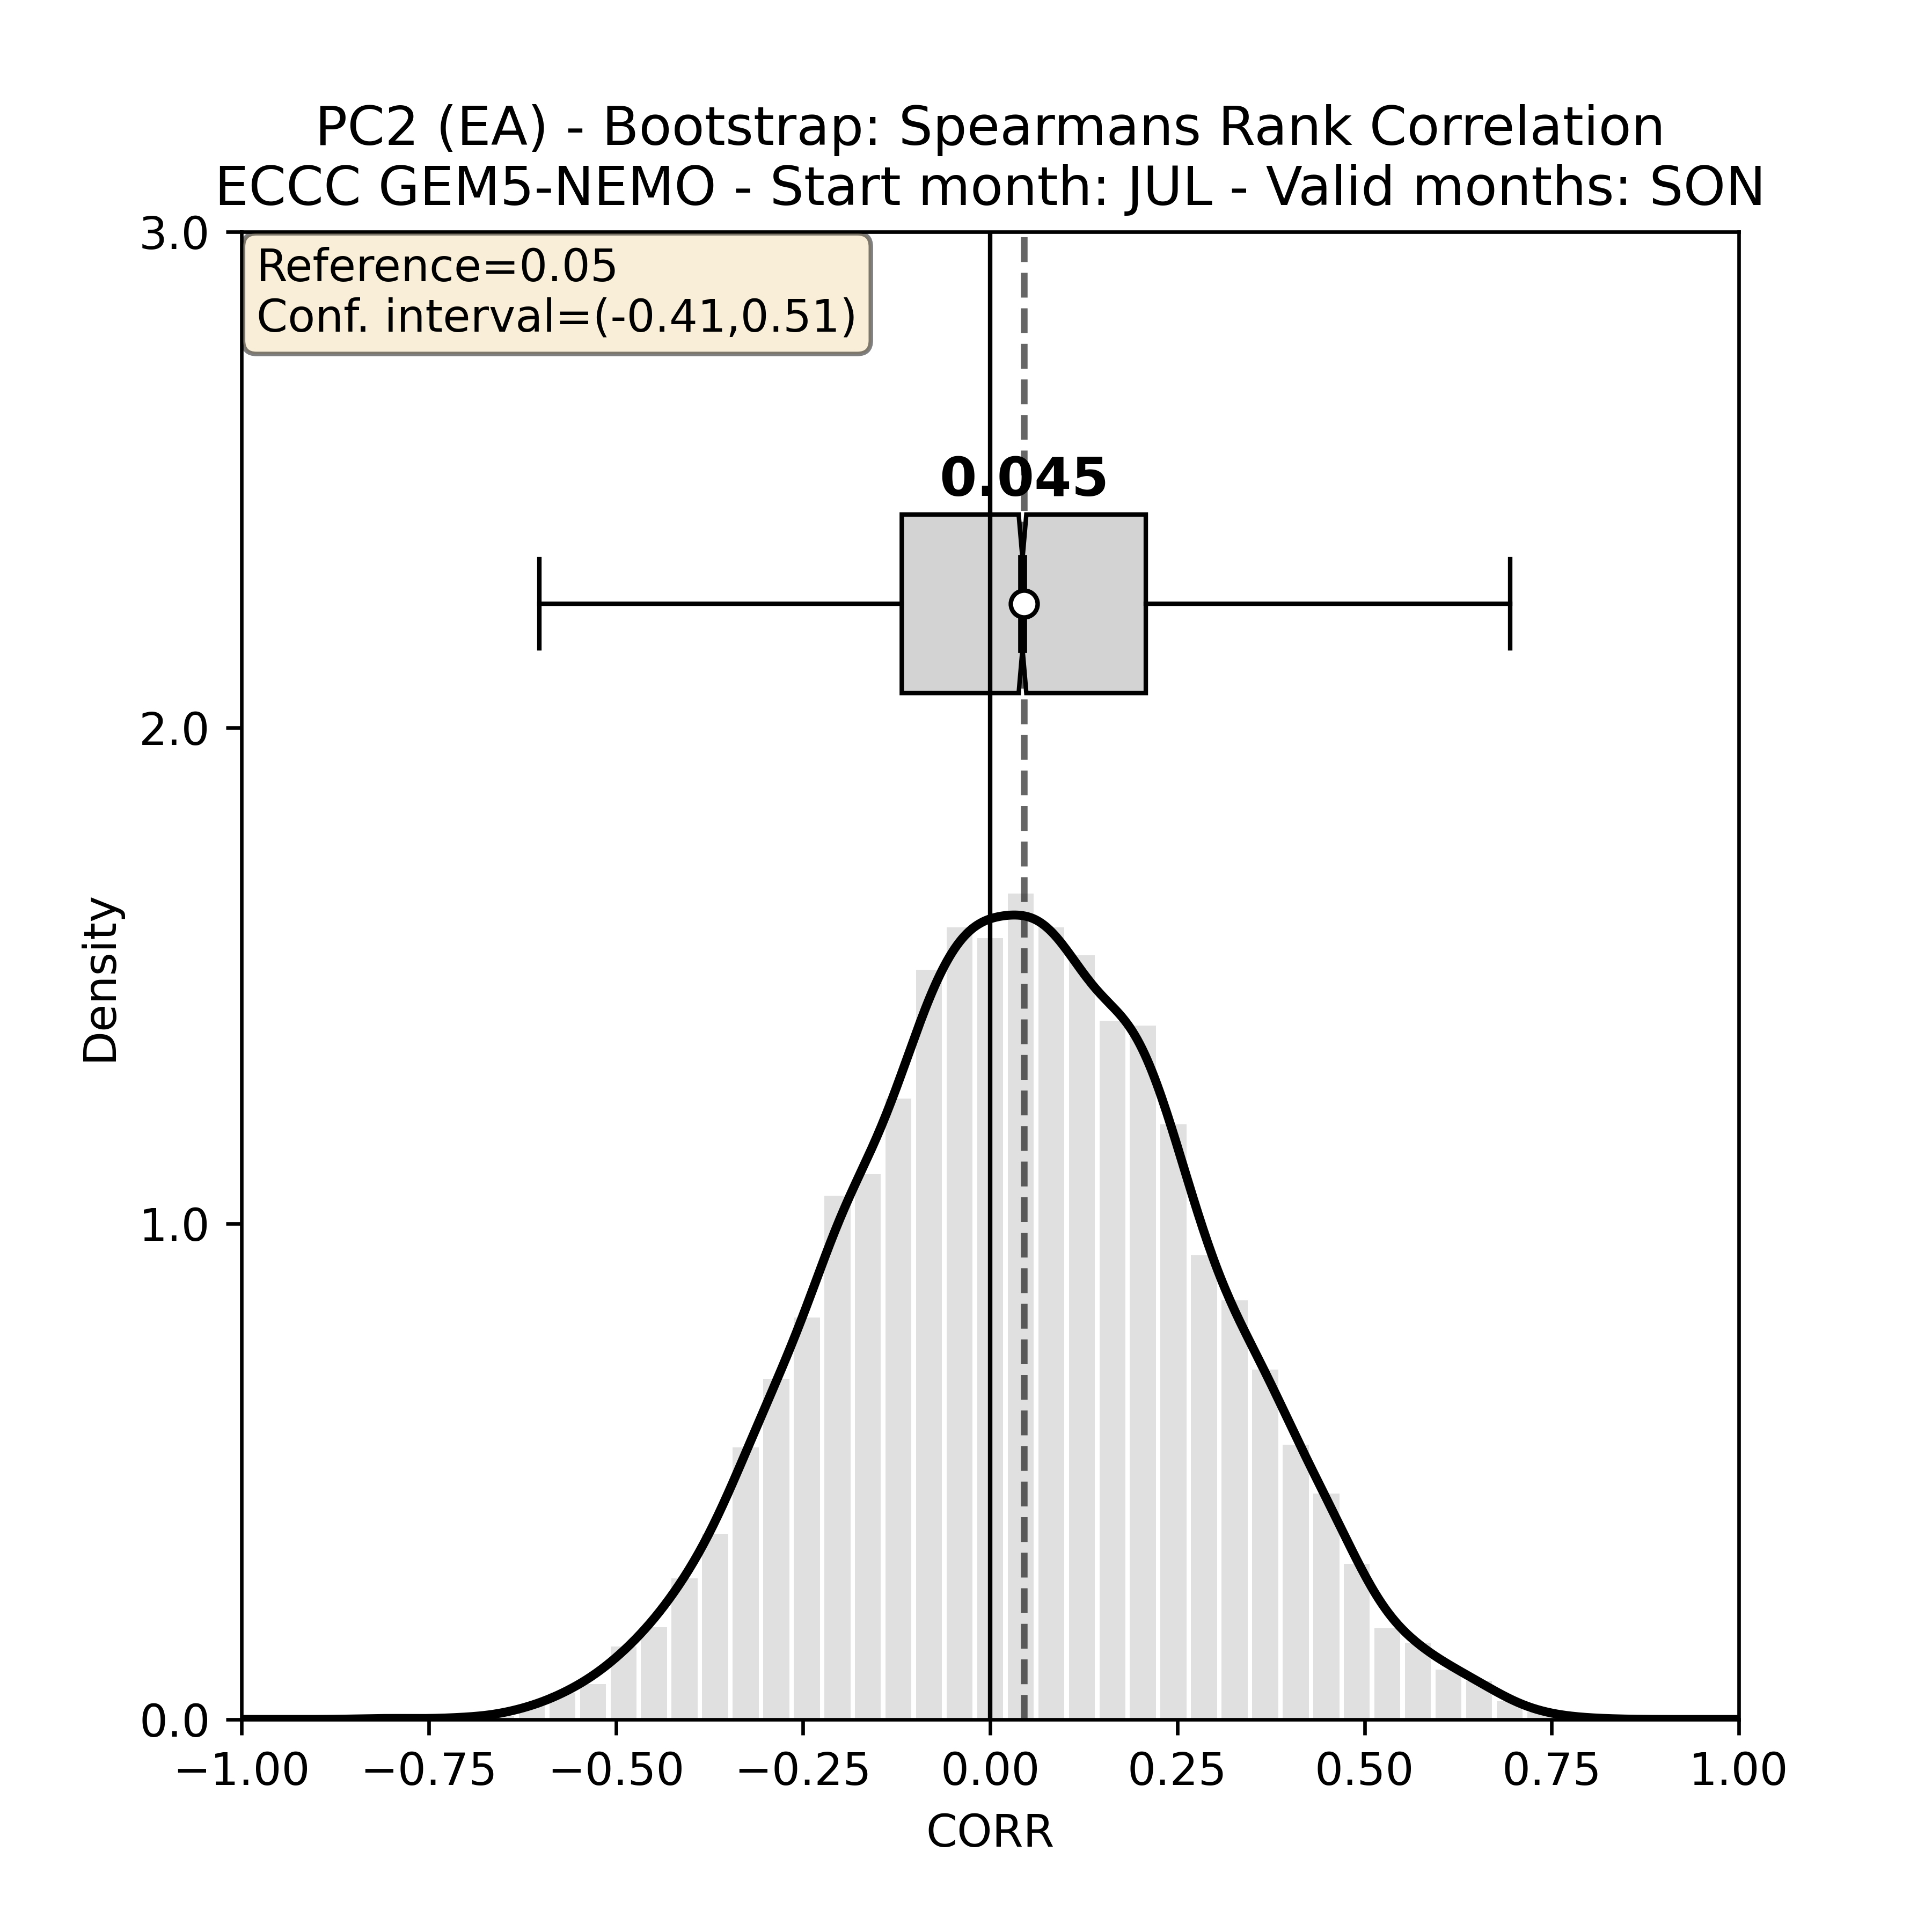 PC2 (EA) - Bootstrap: Spearmans Rank Correlation
ECCC GEM5-NEMO - Start month: JUL - Valid months: SON
Reference=0.05
Conf. interval=(-0.41,0.51)
0.045
3.0
2.0
1.0
0.0
Density
−1.00 −0.75 −0.50 −0.25 0.00 0.25 0.50 0.75 1.00
CORR